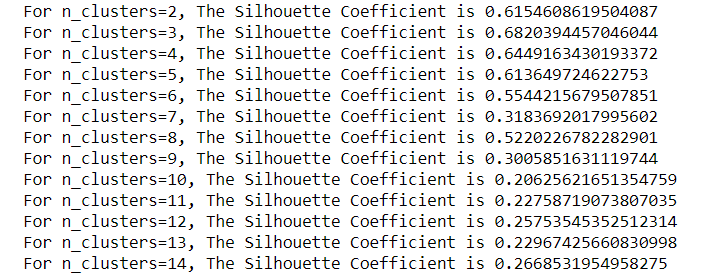 For n_clusters=2, The Silhouette Coefficient is 0.6154608619504087
For n_clusters=3, The Silhouette Coefficient is 0.6820394457046044
For n_clusters=4, The Silhouette Coefficient is 0.6449163430193372
For n_clusters=5, The Silhouette Coefficient is 0.613649724622753
For n_clusters=6, The Silhouette Coefficient is 0.5544215679507851
For n_clusters=7, The Silhouette Coefficient is 0.3183692017995602
For n_clusters=8, The Silhouette Coefficient is 0.5220226782282901
For n_clusters=9, The Silhouette Coefficient is 0.3005851631119744
For n_clusters=10, The Silhouette Coefficient is 0.20625621651354759
For n_clusters=11, The Silhouette Coefficient is 0.22758719073807035
For n_clusters=12, The Silhouette Coefficient is 0.25753545352512314
For n_clusters=13, The Silhouette Coefficient is 0.22967425660830998
For n_clusters=14, The Silhouette Coefficient is 0.2668531954958275